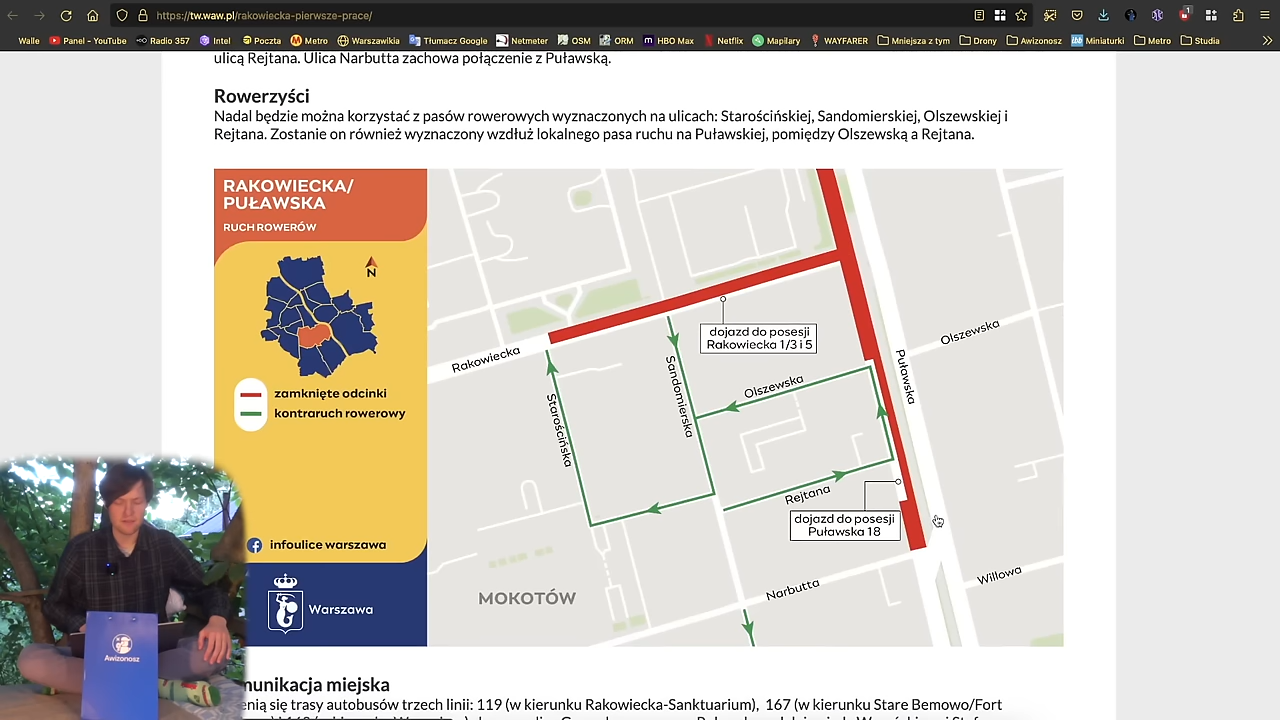 https://tw.waw.pl/rakowiecka-pierwsze-prace/
Walle Panel - YouTube Radio 357 Intel Poczta Metro Warszawikia Tłumacz Google Netmeter OSM ORM HBO Max Netflix Mapilary WAYFARER Mniejsza z tym Drony Awizonosz Miniaturki Metro Studia
ulicą Rejtana. Ulica Narbutta zachowa połączenie z Puławską.
Rowerzyści
Nadal będzie można korzystać z pasów rowerowych wyznaczonych na ulicach: Starościńskiej, Sandomierskiej, Olszewskiej i
Rejtana. Zostanie on również wyznaczony wzdłuż lokalnego pasa ruchu na Puławskiej, pomiędzy Olszewską a Rejtana.
RAKOWIECKA/
PUŁAWSKA
RUCH ROWERÓW
N
zamknięte odcinki
kontraruch rowerowy
infoulice warszawa
Warszawa
dojazd do posesji
Rakowiecka 1/3 i 5
Rakowiecka
Olszewska
Puławska
Sandomierska
Olszewska
Starościńska
Rejtana
dojazd do posesji
Puławska 18
Narbutta
Willowa
MOKOTÓW
Awizonosz
munikacja miejska
enią się trasy autobusów trzech linii: 119 (w kierunku Rakowiecka-Sanktuarium), 167 (w kierunku Stare Bemowo/Fort